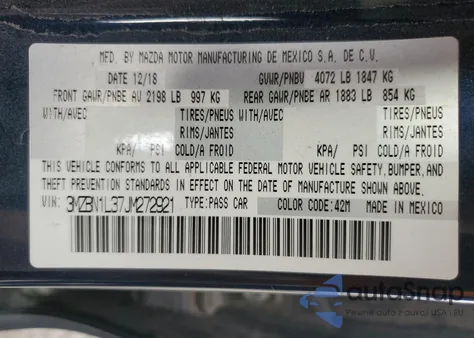 MFD. BY MAZDA MOTOR MANUFACTURING DE MEXICO S.A. DE C.V.
DATE 12/18 GVWR/PNBV 4072 LB 1847 KG
FRONT GAWR/PNBE AV 2198 LB 997 KG REAR GAWR/PNBE AR 1883 LB 854 KG
WITH/AVEC TIRES/PNEUS WITH/AVEC TIRES/PNEUS
RIMS/JANTES RIMS/JANTES
KPA/ PSI COLD/A FROID KPA/ PSI COLD/A FROID
THIS VEHICLE CONFORMS TO ALL APPLICABLE FEDERAL MOTOR VEHICLE SAFETY, BUMPER, AND
THEFT PREVENTION STANDARDS IN EFFECT ON THE DATE OF MANUFACTURE SHOWN ABOVE.
VIN: 3MZBN1L37JM272921 TYPE:PASS CAR COLOR CODE:42M MADE IN MEXICO
autoSnap